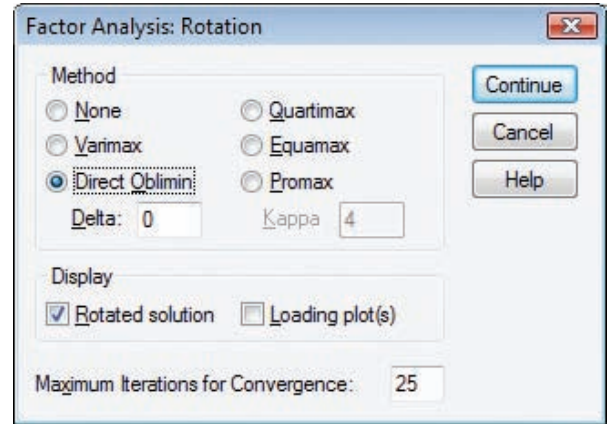 Factor Analysis: Rotation
Method
None
Quartimax
Varimax
Equamax
Direct Oblimin
Promax
Delta: 0
Kappa 4
Display
Rotated solution
Loading plot(s)
Maximum Iterations for Convergence: 25
Continue
Cancel
Help